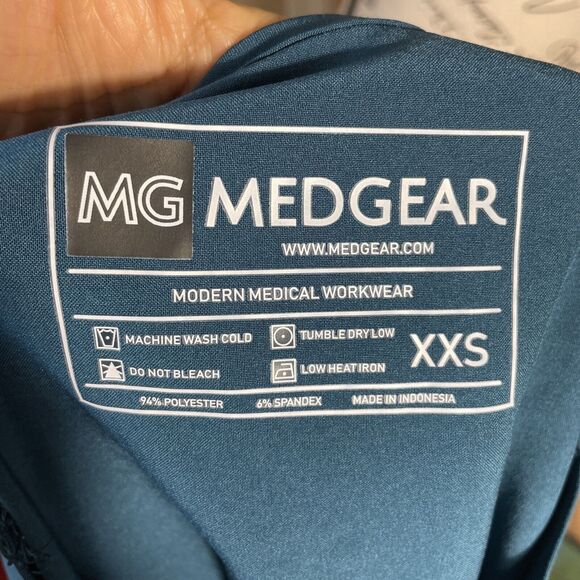 MG MEDGEAR
WWW.MEDGEAR.COM
MODERN MEDICAL WORKWEAR
MACHINE WASH COLD
TUMBLE DRY LOW
DO NOT BLEACH
LOW HEAT IRON
XXS
94% POLYESTER 6% SPANDEX MADE IN INDONESIA